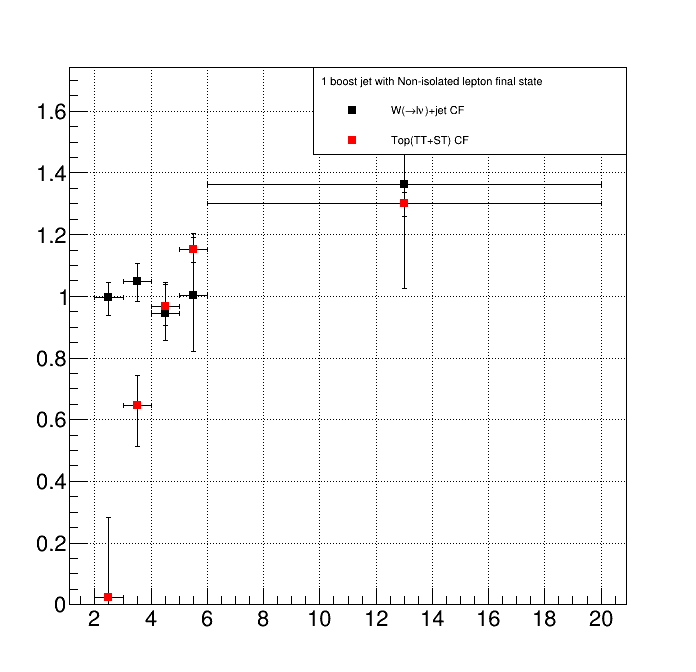 1 boost jet with Non-isolated lepton final state
W(→lν)+jet CF
Top(TT+ST) CF
1.6
1.4
1.2
1
0.8
0.6
0.4
0.2
0
2 4 6 8 10 12 14 16 18 20